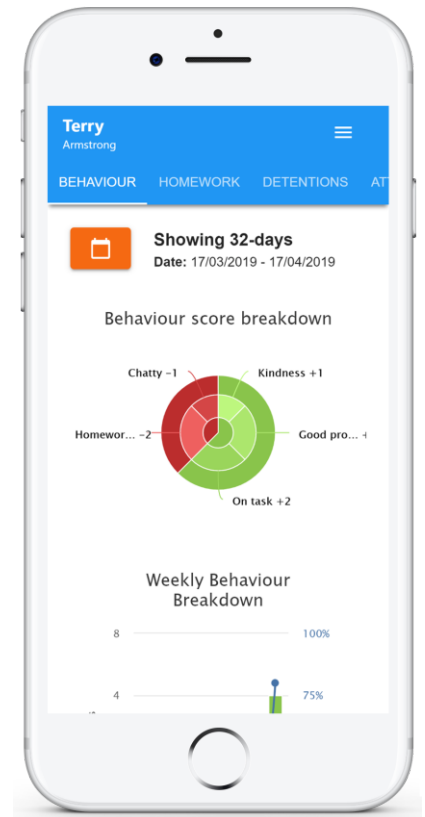 Terry
Armstrong
BEHAVIOUR HOMEWORK DETENTIONS AT
Showing 32-days
Date: 17/03/2019 - 17/04/2019
Behaviour score breakdown
Chatty -1 Kindness +1
Homewor... -2 Good pro... +
On task +2
Weekly Behaviour
Breakdown
8 100%
4 75%